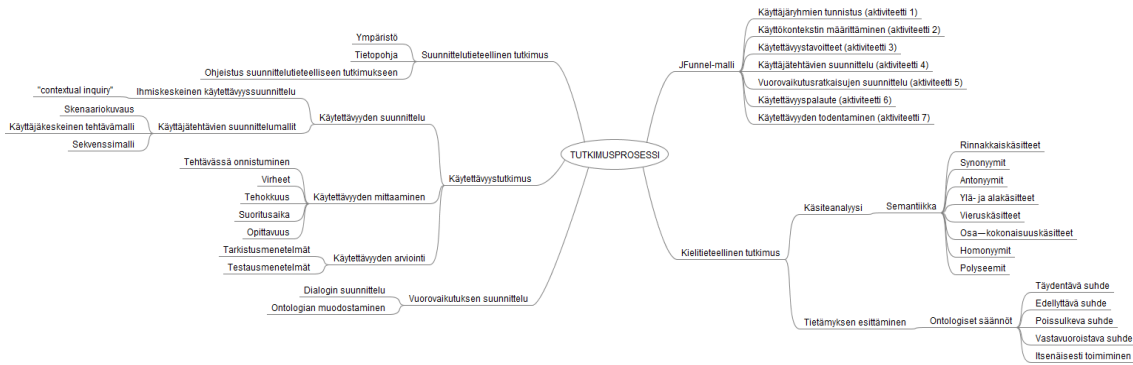 Ympäristö
Tietopohja
Ohjeistus suunnittelutieteelliseen tutkimukseen
Suunnittelutieteellinen tutkimus
"contextual inquiry"
Ihmiskeskeinen käytettävyssuunnittelu
Skenaariokuvaus
Käyttäjäkeskeinen tehtävämalli
Sekvenssimalli
Käyttäjätehtävien suunnittelumallit
Käytettävyyden suunnittelu
Tehtävässä onnistuminen
Virheet
Tehokkuus
Suoritusaika
Opittavuus
Käytettävyyden mittaaminen
Tarkistusmenetelmät
Testausmenetelmät
Käytettävyyden arviointi
Käytettävyystutkimus
Dialogin suunnittelu
Ontologian muodostaminen
Vuorovaikutuksen suunnittelu
TUTKIMUSPROSESSI
JFunnel-malli
Käyttäjäryhmien tunnistus (aktiviteetti 1)
Käyttökontekstin määrittäminen (aktiviteetti 2)
Käytettävyystavoitteet (aktiviteetti 3)
Käyttäjätehtävien suunnittelu (aktiviteetti 4)
Vuorovaikutusratkaisujen suunnittelu (aktiviteetti 5)
Käytettävyyspalaute (aktiviteetti 6)
Käytettävyyden todentaminen (aktiviteetti 7)
Kielitieteellinen tutkimus
Käsiteanalyysi
Semantiikka
Rinnakkaiskäsitteet
Synonyymit
Antonyymit
Ylä- ja alakäsitteet
Vieruskäsitteet
Osa—kokonaisuuskäsitteet
Homonyymit
Polyseemit
Tietämyksen esittäminen
Ontologiset säännöt
Täydentävä suhde
Edellyttävä suhde
Poissulkeva suhde
Vastavuoroistava suhde
Itsenäisesti toimiminen